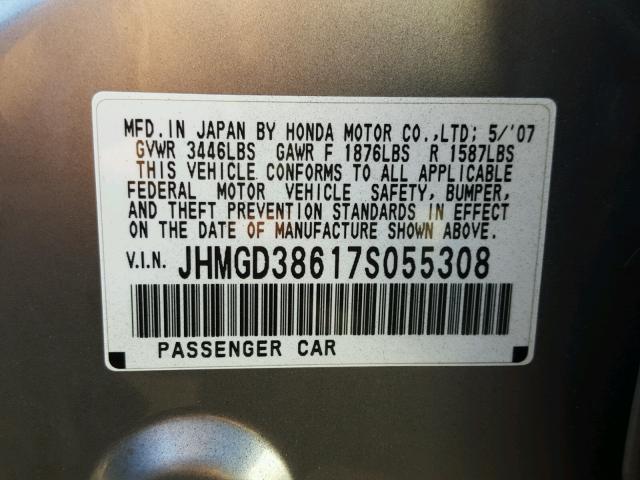 MFD.IN JAPAN BY HONDA MOTOR CO.,LTD; 5/'07
GVWR 3446LBS GAWR F 1876LBS R 1587LBS
THIS VEHICLE CONFORMS TO ALL APPLICABLE
FEDERAL MOTOR VEHICLE SAFETY, BUMPER,
AND THEFT PREVENTION STANDARDS IN EFFECT
ON THE DATE OF MANUFACTURE SHOWN ABOVE.
V.I.N. JHMGD38617S055308
PASSENGER CAR